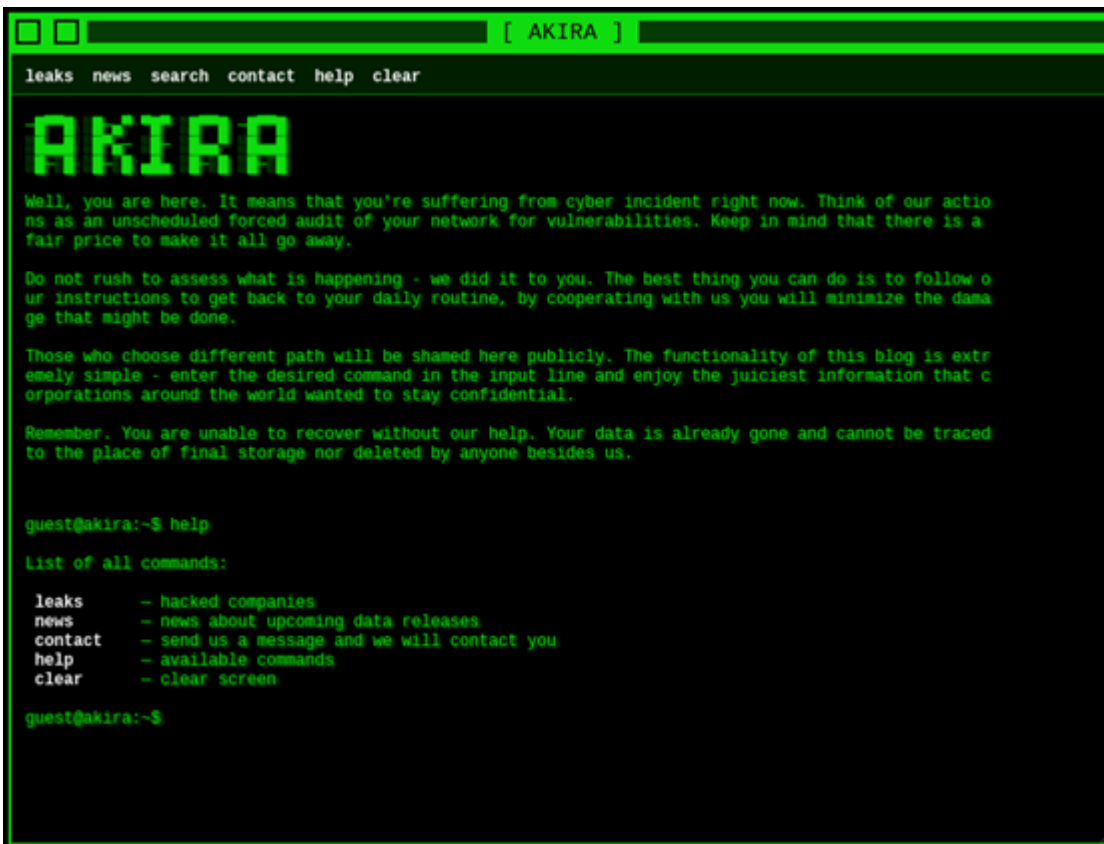 [ AKIRA ]
leaks news search contact help clear
AKIRA
Well, you are here. It means that you're suffering from cyber incident right now. Think of our actio
ns as an unscheduled forced audit of your network for vulnerabilities. Keep in mind that there is a
fair price to make it all go away.
Do not rush to assess what is happening - we did it to you. The best thing you can do is to follow o
ur instructions to get back to your daily routine, by cooperating with us you will minimize the dama
ge that might be done.
Those who choose different path will be shamed here publicly. The functionality of this blog is extr
emely simple - enter the desired command in the input line and enjoy the juiciest information that c
orporations around the world wanted to stay confidential.
Remember. You are unable to recover without our help. Your data is already gone and cannot be traced
to the place of final storage nor deleted by anyone besides us.
guest@akira:~$ help
List of all commands:
leaks – hacked companies
news – news about upcoming data releases
contact – send us a message and we will contact you
help – available commands
clear – clear screen
guest@akira:~$